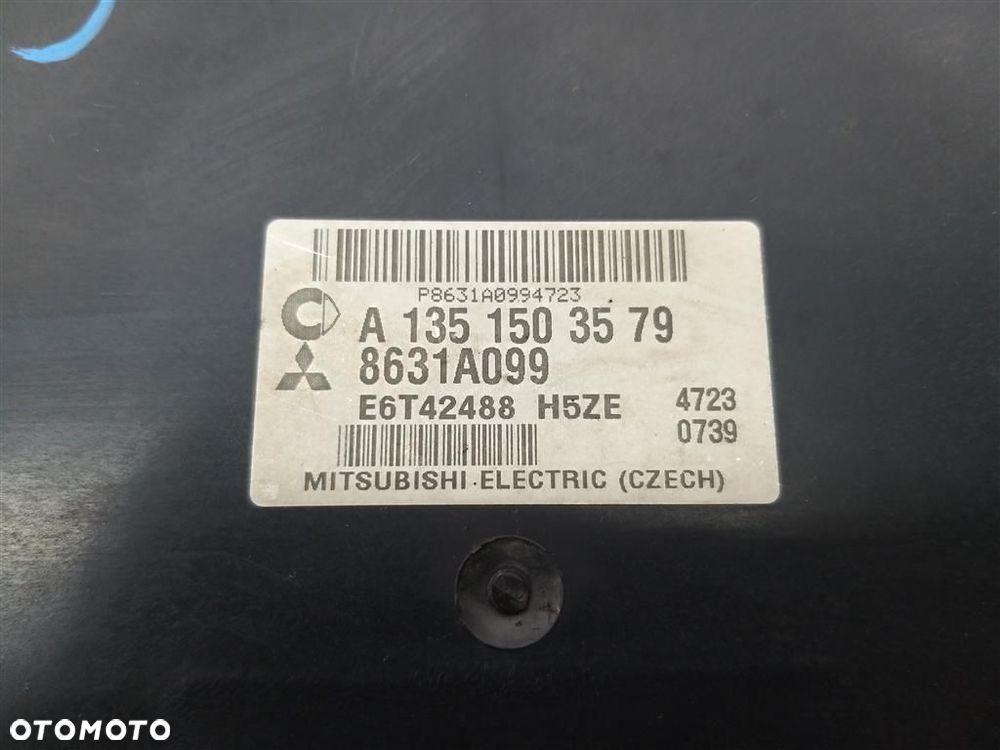 P8631A0994723
A 135 150 35 79
8631A099
E6T42488 H5ZE
4723
0739
MITSUBISHI ELECTRIC (CZECH)
OTOMOTO